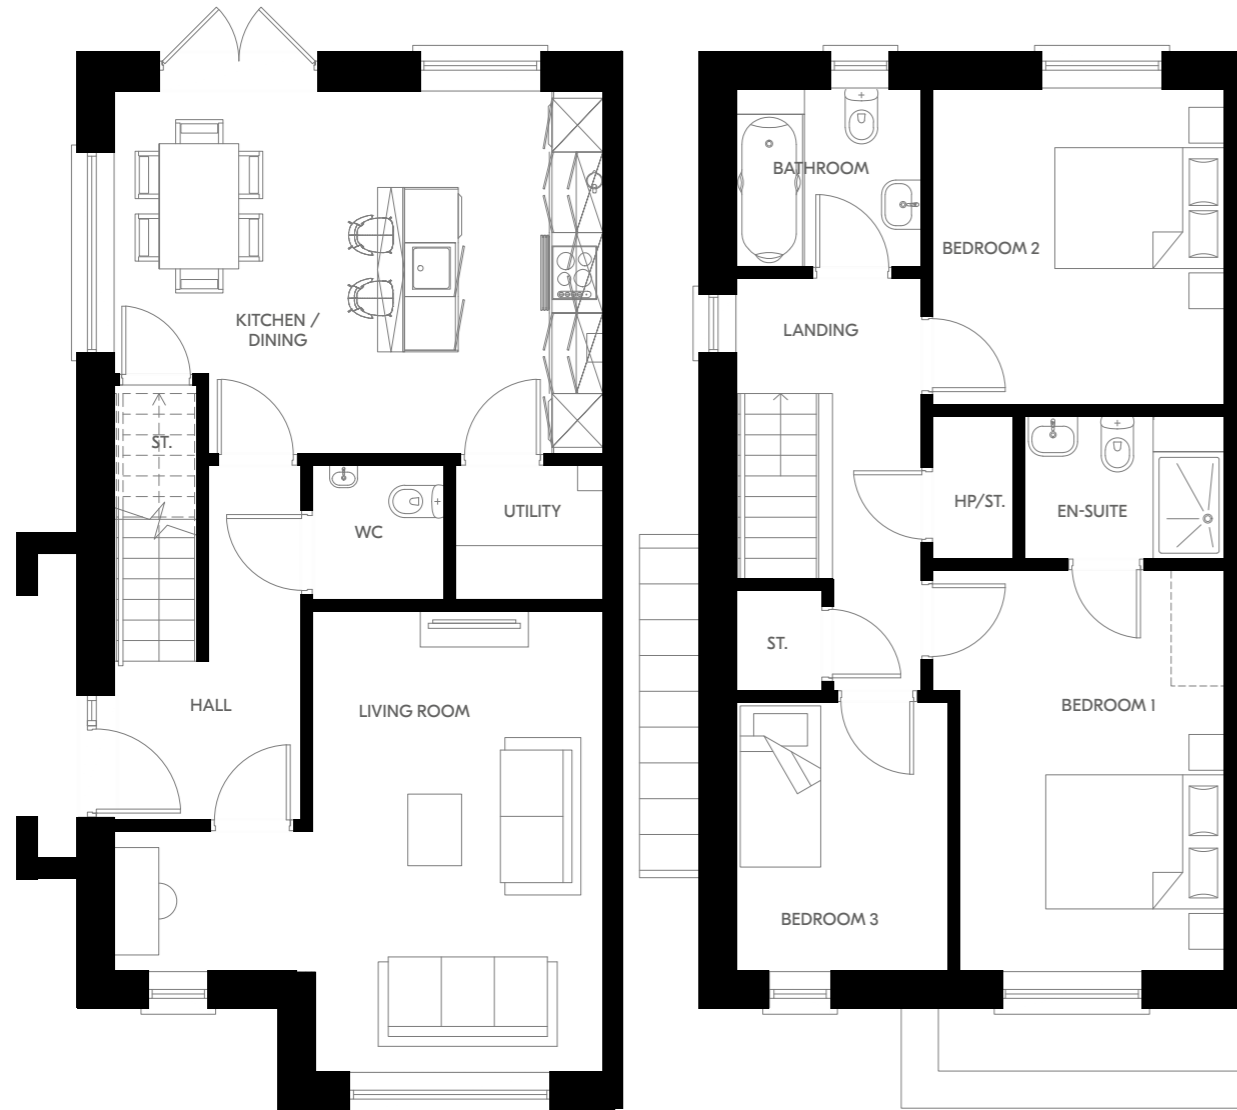 KITCHEN /
DINING
ST.
WC
UTILITY
HALL
LIVING ROOM
BATHROOM
BEDROOM 2
LANDING
HP/ST.
EN-SUITE
ST.
BEDROOM 1
BEDROOM 3